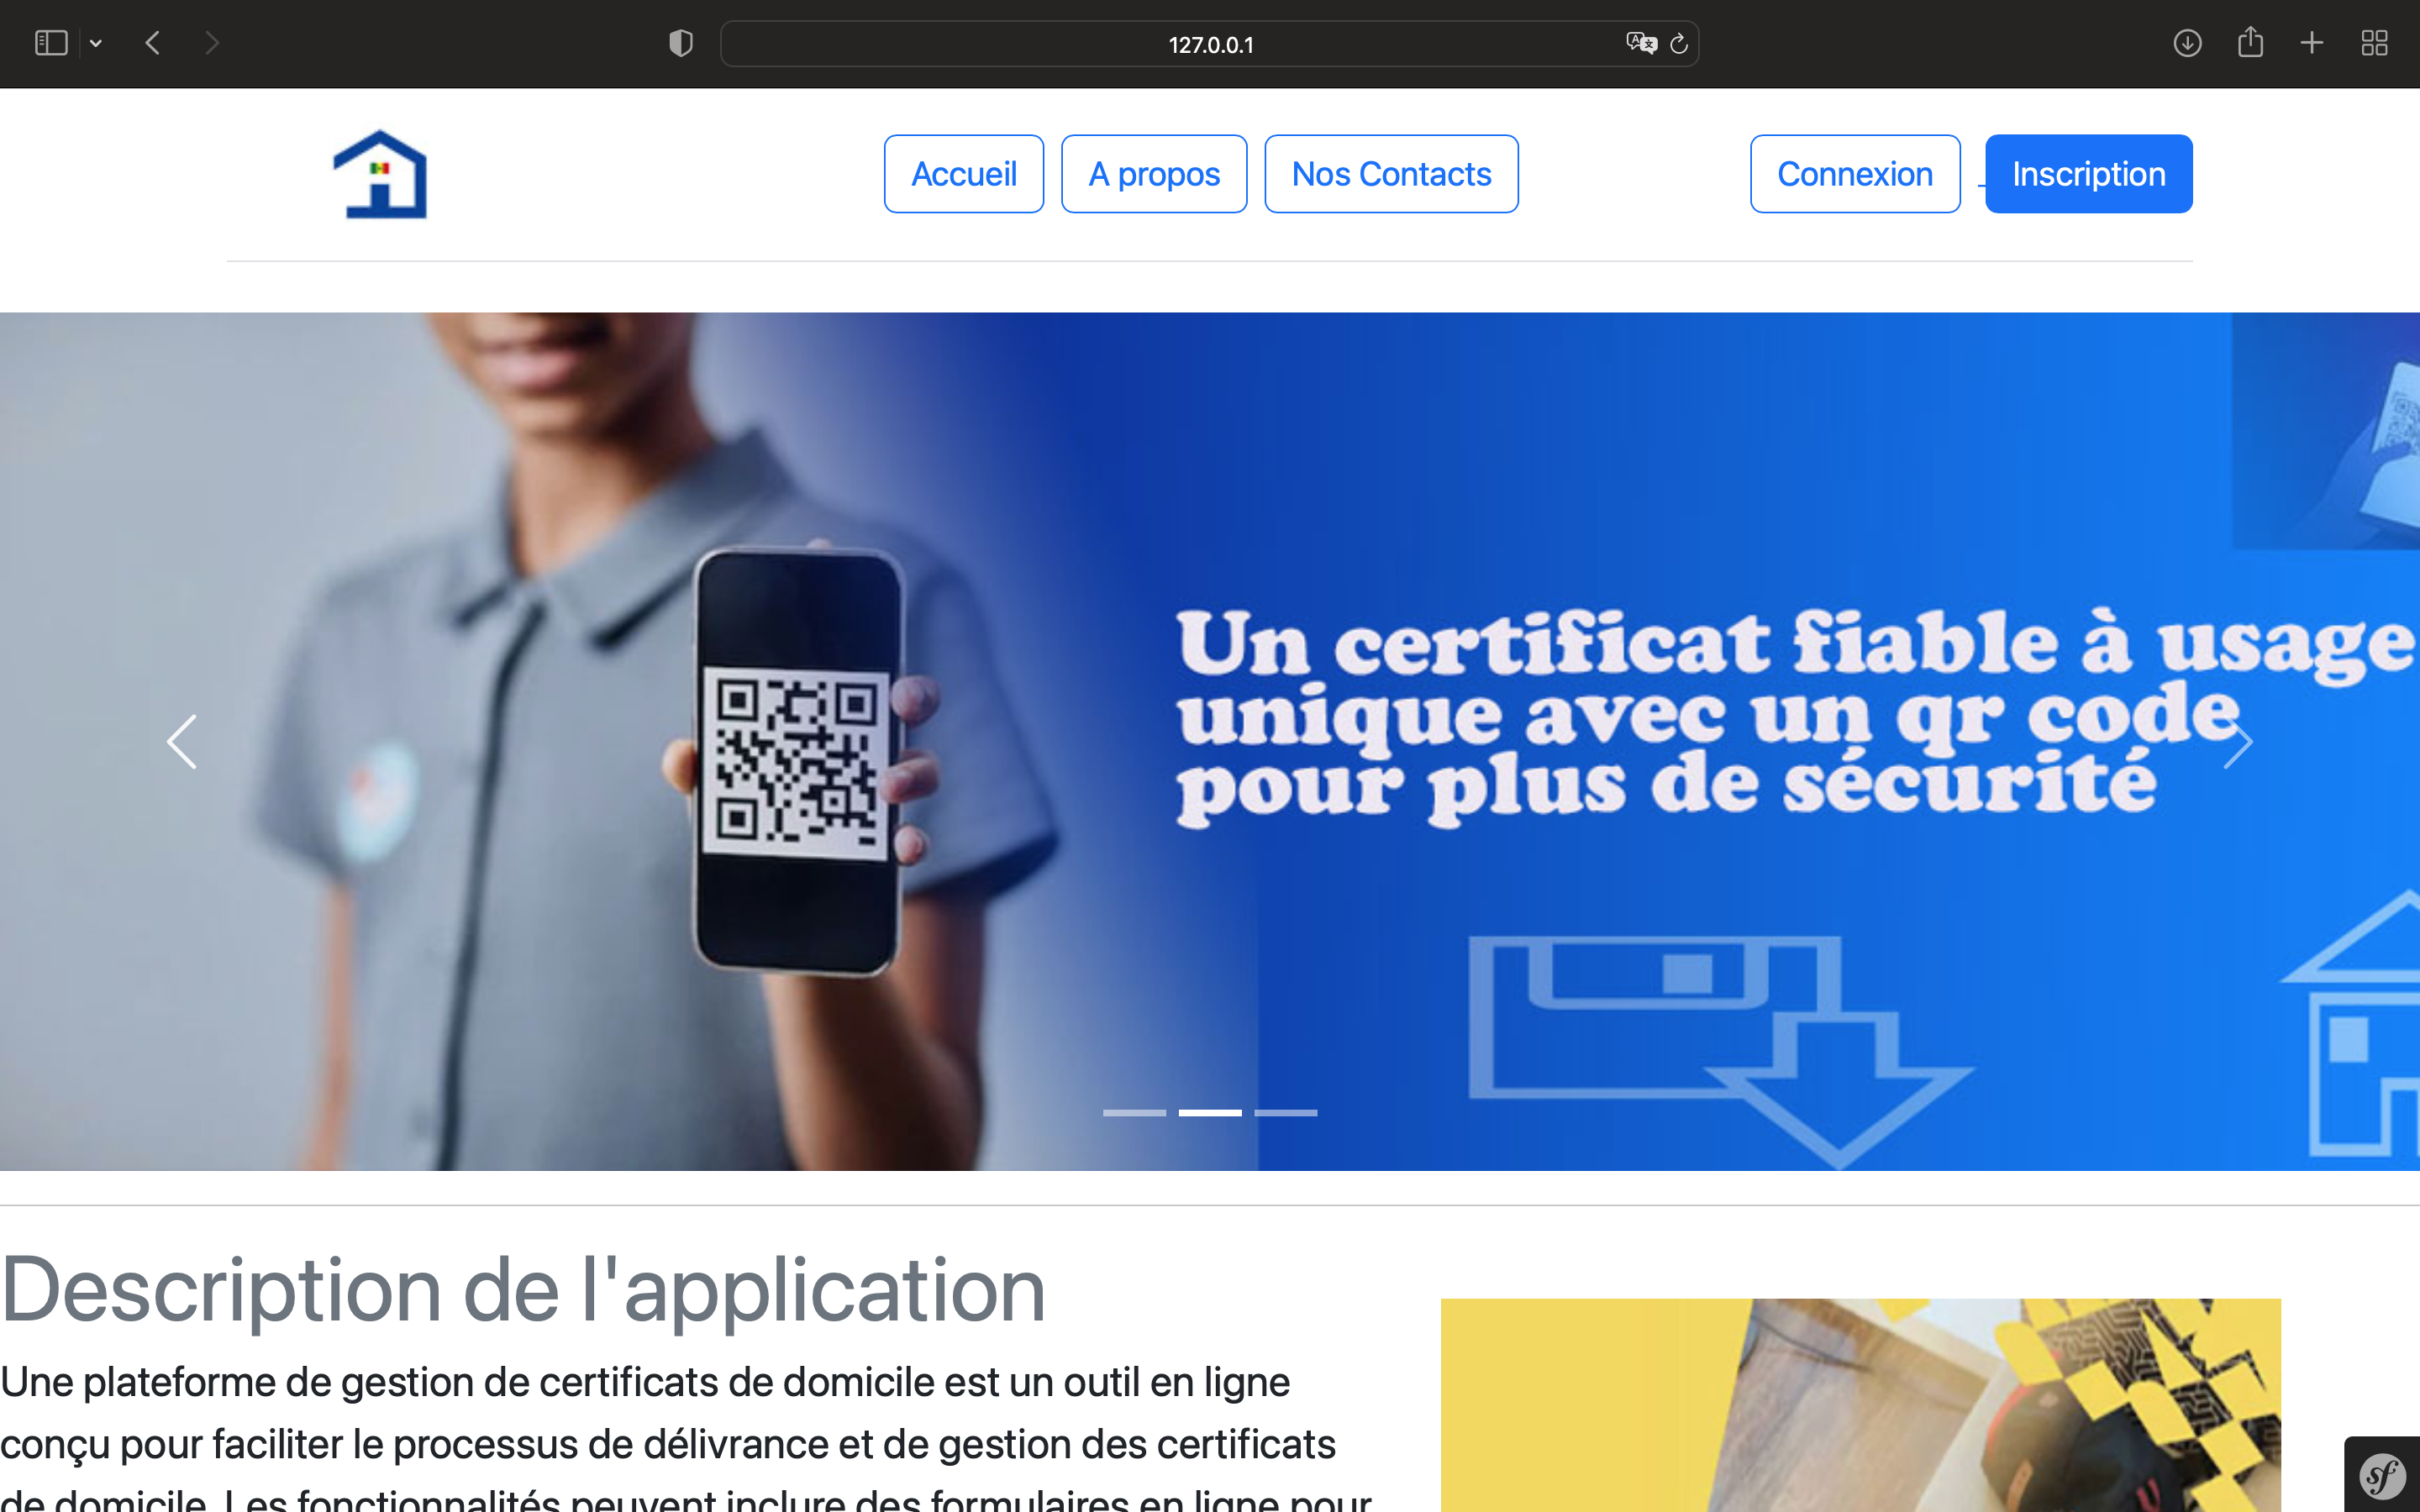 127.0.0.1
Accueil
A propos
Nos Contacts
Connexion
Inscription
Un certificat fiable à usage
unique avec un qr code
pour plus de sécurité
Description de l'application
Une plateforme de gestion de certificats de domicile est un outil en ligne
conçu pour faciliter le processus de délivrance et de gestion des certificats
de domicile. Les fonctionnalités peuvent inclure des formulaires en ligne pour
sf